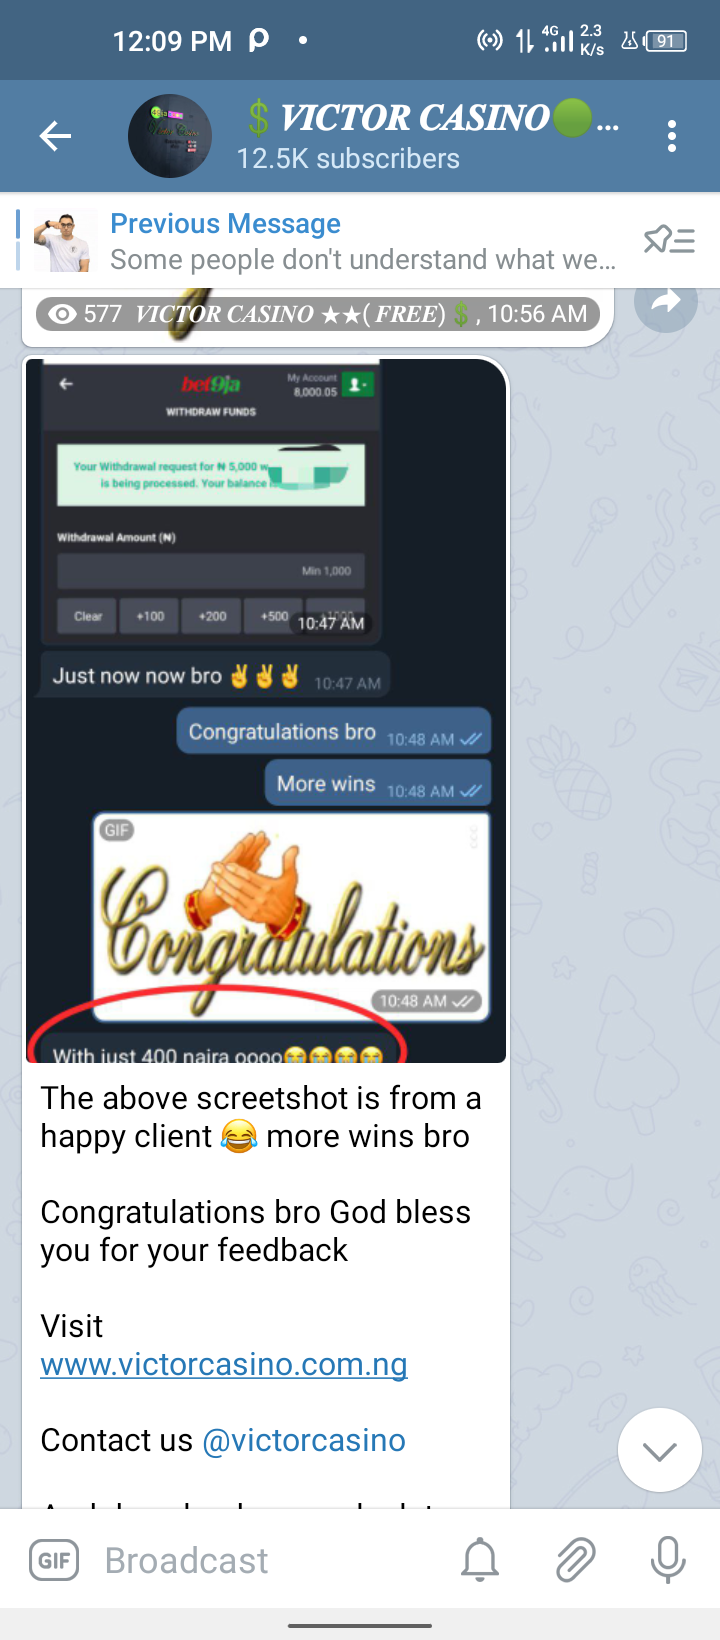 12:09 PM
4G 2.3 K/s 91
VICTOR CASINO...
12.5K subscribers
Previous Message
Some people don't understand what we...
577 VICTOR CASINO ★★(FREE)💲, 10:56 AM
bet9ja
My Account
8,000.05
WITHDRAW FUNDS
Your Withdrawal request for ₦ 5,000
is being processed. Your balance
Withdrawal Amount (₦)
Min 1,000
Clear +100 +200 +500 +1000
10:47 AM
Just now now bro ✌✌✌ 10:47 AM
Congratulations bro 10:48 AM
More wins 10:48 AM
GIF
Congratulations
10:48 AM
With just 400 naira oooo😭😭😭😭
The above screetshot is from a
happy client 😂 more wins bro
Congratulations bro God bless
you for your feedback
Visit
www.victorcasino.com.ng
Contact us @victorcasino
GIF Broadcast